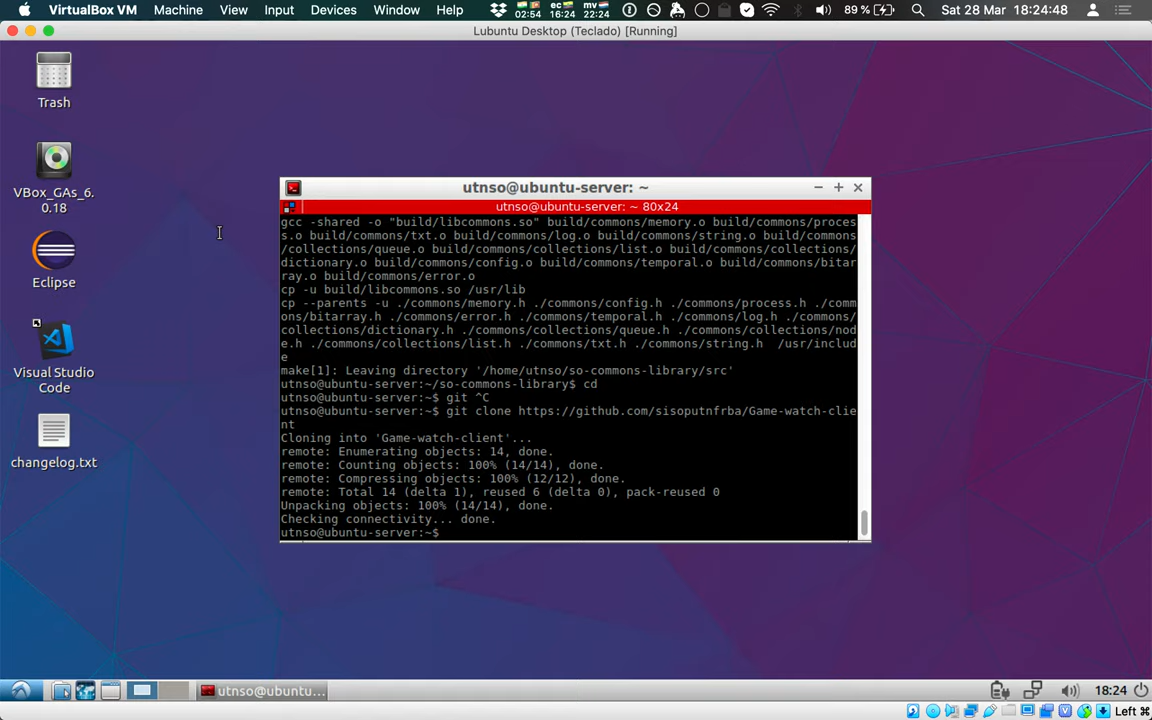 VirtualBox VM Machine View Input Devices Window Help 02:54 16:24 22:24 89 % Sat 28 Mar 18:24:48
Lubuntu Desktop (Teclado) [Running]
Trash
VBox_GAs_6.
0.18
Eclipse
Visual Studio
Code
changelog.txt
utnso@ubuntu-server: ~
utnso@ubuntu-server: ~ 80x24
gcc -shared -o "build/libcommons.so" build/commons/memory.o build/commons/proces
s.o build/commons/txt.o build/commons/log.o build/commons/string.o build/commons
/collections/queue.o build/commons/collections/list.o build/commons/collections/
dictionary.o build/commons/config.o build/commons/temporal.o build/commons/bitar
ray.o build/commons/error.o
cp -u build/libcommons.so /usr/lib
cp --parents -u ./commons/memory.h ./commons/config.h ./commons/process.h ./comm
ons/bitarray.h ./commons/error.h ./commons/temporal.h ./commons/log.h ./commons/
collections/dictionary.h ./commons/collections/queue.h ./commons/collections/nod
e.h ./commons/collections/list.h ./commons/txt.h ./commons/string.h  /usr/includ
e
make[1]: Leaving directory '/home/utnso/so-commons-library/src'
utnso@ubuntu-server:~/so-commons-library$ cd
utnso@ubuntu-server:~$ git ^C
utnso@ubuntu-server:~$ git clone https://github.com/sisoputnfrba/Game-watch-clie
nt
Cloning into 'Game-watch-client'...
remote: Enumerating objects: 14, done.
remote: Counting objects: 100% (14/14), done.
remote: Compressing objects: 100% (12/12), done.
remote: Total 14 (delta 1), reused 6 (delta 0), pack-reused 0
Unpacking objects: 100% (14/14), done.
Checking connectivity... done.
utnso@ubuntu-server:~$
utnso@ubuntu... 18:24
Left ⌘